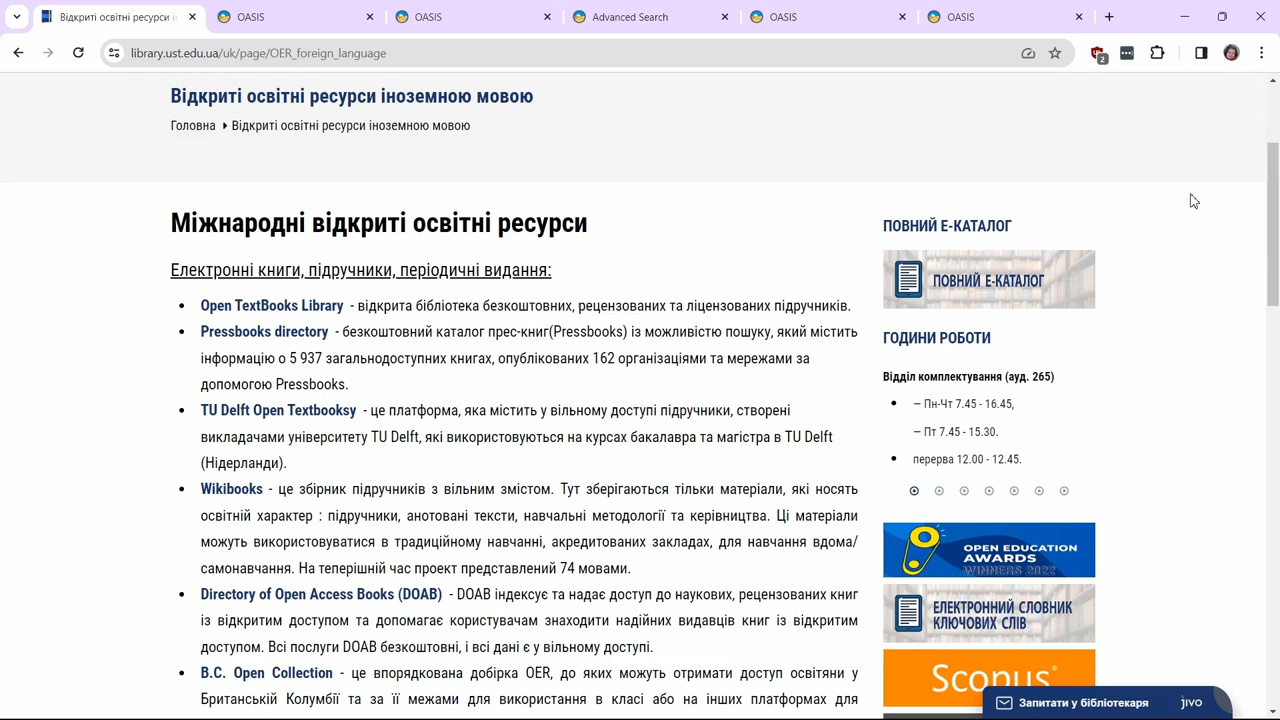 Відкриті освітні ресурси і
OASIS
OASIS
Advanced Search
OASIS
OASIS
library.ust.edu.ua/uk/page/OER_foreign_language
2
Відкриті освітні ресурси іноземною мовою
Головна Відкриті освітні ресурси іноземною мовою
Міжнародні відкриті освітні ресурси
Електронні книги, підручники, періодичні видання:
Open TextBooks Library - відкрита бібліотека безкоштовних, рецензованих та ліцензованих підручників.
Pressbooks directory - безкоштовний каталог прес-книг(Pressbooks) із можливістю пошуку, який містить
інформацію о 5 937 загальнодоступних книгах, опублікованих 162 організаціями та мережами за
допомогою Pressbooks.
TU Delft Open Textbooksy - це платформа, яка містить у вільному доступі підручники, створені
викладачами університету TU Delft, які використовуються на курсах бакалавра та магістра в TU Delft
(Нідерланди).
Wikibooks - це збірник підручників з вільним змістом. Тут зберігаються тільки матеріали, які носять
освітній характер : підручники, анотовані тексти, навчальні методології та керівництва. Ці матеріали
можуть використовуватися в традиційному навчанні, акредитованих закладах, для навчання вдома/
самонавчання. На теперішній час проект представлений 74 мовами.
Directory of Open Access Books (DOAB) - DOAB індексує та надає доступ до наукових, рецензованих книг
із відкритим доступом та допомагає користувачам знаходити надійних видавців книг із відкритим
доступом. Всі послуги DOAB безкоштовні, і всі дані є у вільному доступі.
B.C. Open Collection - це впорядкована добірка OER, до яких можуть отримати доступ освітяни у
Британській Колумбії та за її межами для використання в класі або на інших платформах для
ПОВНИЙ Е-КАТАЛОГ
ПОВНИЙ Е-КАТАЛОГ
ГОДИНИ РОБОТИ
Відділ комплектування (ауд. 265)
– Пн-Чт 7.45 - 16.45,
– Пт 7.45 - 15.30.
перерва 12.00 - 12.45.
OPEN EDUCATION
AWARDS
WINNERS 2022
ЕЛЕКТРОННИЙ СЛОВНИК
КЛЮЧОВИХ СЛІВ
Scopus®
Запитати у бібліотекаря jivo